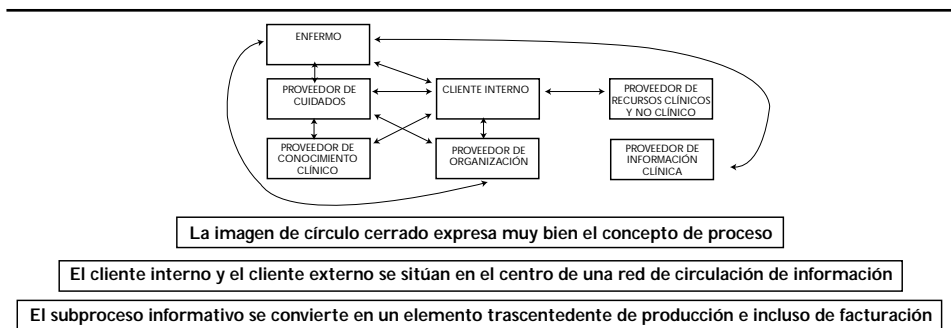 ENFERMO
PROVEEDOR DE
CUIDADOS
CLIENTE INTERNO
PROVEEDOR DE
RECURSOS CLÍNICOS
Y NO CLÍNICO
PROVEEDOR DE
CONOCIMIENTO
CLÍNICO
PROVEEDOR DE
ORGANIZACIÓN
PROVEEDOR DE
INFORMACIÓN
CLÍNICA
La imagen de círculo cerrado expresa muy bien el concepto de proceso
El cliente interno y el cliente externo se sitúan en el centro de una red de circulación de información
El subproceso informativo se convierte en un elemento trascedentede de producción e incluso de facturación